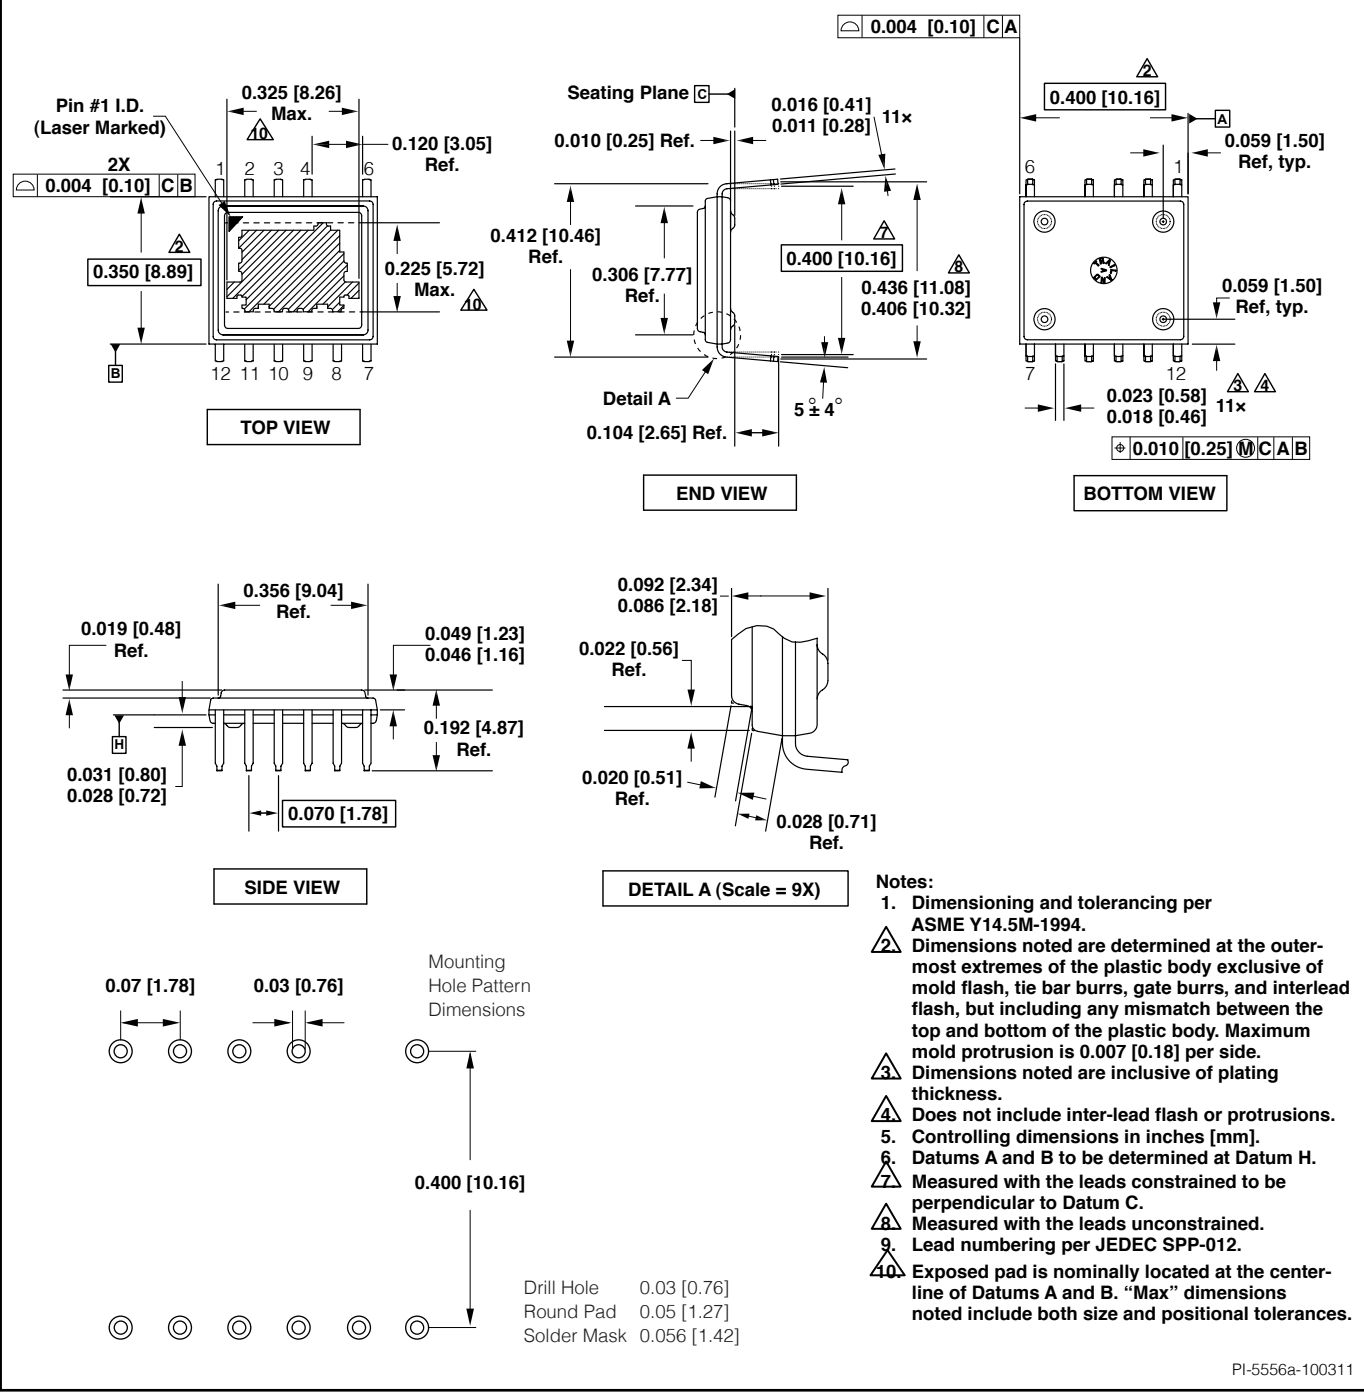 0.004 [0.10] C A
Pin #1 I.D.
(Laser Marked)
0.325 [8.26]
Max.
10
0.120 [3.05]
Ref.
2X
0.004 [0.10] C B
1 2 3 4 6
2
0.350 [8.89]
0.225 [5.72]
Max.
10
B
12 11 10 9 8 7
TOP VIEW
Seating Plane C
0.010 [0.25] Ref.
0.016 [0.41]
0.011 [0.28]
11×
0.412 [10.46]
Ref.
0.306 [7.77]
Ref.
7
0.400 [10.16]
8
0.436 [11.08]
0.406 [10.32]
Detail A
5° ± 4°
0.104 [2.65] Ref.
END VIEW
2
0.400 [10.16]
A
0.059 [1.50]
Ref, typ.
6 1
0.059 [1.50]
Ref, typ.
7 12
0.023 [0.58]
0.018 [0.46]
11×
3 4
⌖ 0.010 [0.25] Ⓜ C A B
BOTTOM VIEW
0.356 [9.04]
Ref.
0.019 [0.48]
Ref.
0.049 [1.23]
0.046 [1.16]
H
0.192 [4.87]
Ref.
0.031 [0.80]
0.028 [0.72]
0.070 [1.78]
SIDE VIEW
0.092 [2.34]
0.086 [2.18]
0.022 [0.56]
Ref.
0.020 [0.51]
Ref.
0.028 [0.71]
Ref.
DETAIL A (Scale = 9X)
Notes:
1. Dimensioning and tolerancing per
ASME Y14.5M-1994.
2. Dimensions noted are determined at the outer-
most extremes of the plastic body exclusive of
mold flash, tie bar burrs, gate burrs, and interlead
flash, but including any mismatch between the
top and bottom of the plastic body. Maximum
mold protrusion is 0.007 [0.18] per side.
3. Dimensions noted are inclusive of plating
thickness.
4. Does not include inter-lead flash or protrusions.
5. Controlling dimensions in inches [mm].
6. Datums A and B to be determined at Datum H.
7. Measured with the leads constrained to be
perpendicular to Datum C.
8. Measured with the leads unconstrained.
9. Lead numbering per JEDEC SPP-012.
10. Exposed pad is nominally located at the center-
line of Datums A and B. “Max” dimensions
noted include both size and positional tolerances.
0.07 [1.78]
0.03 [0.76]
Mounting
Hole Pattern
Dimensions
0.400 [10.16]
Drill Hole 0.03 [0.76]
Round Pad 0.05 [1.27]
Solder Mask 0.056 [1.42]
PI-5556a-100311